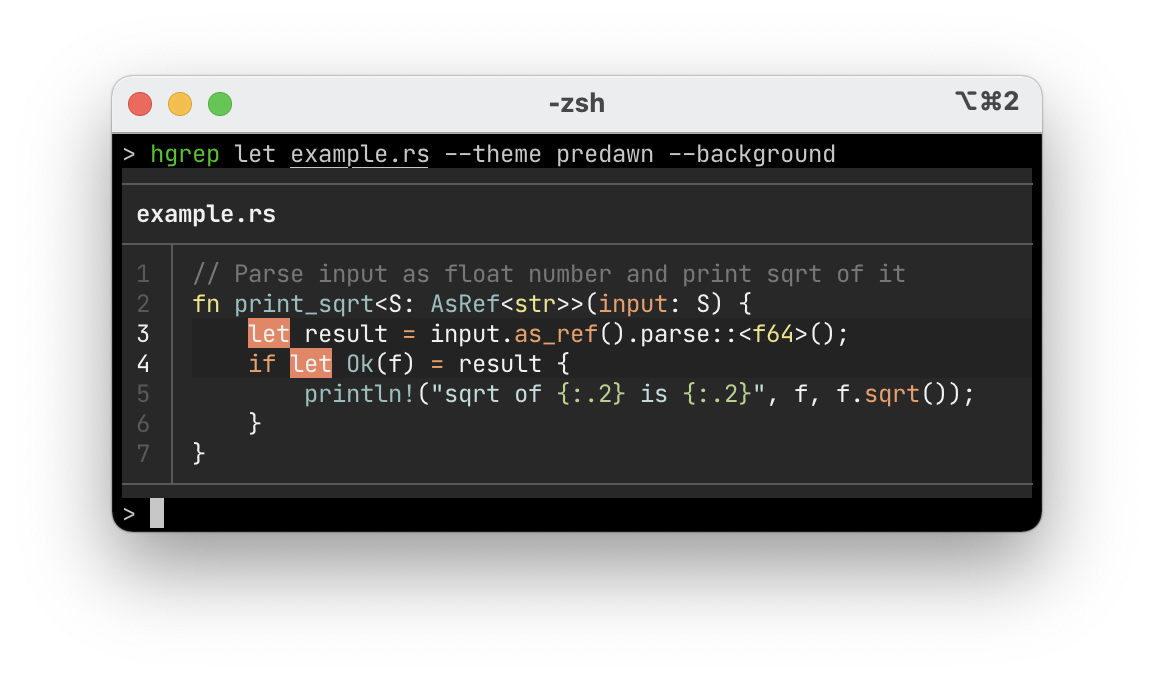 -zsh ⌥⌘2
> hgrep let example.rs --theme predawn --background
example.rs
1 // Parse input as float number and print sqrt of it
2 fn print_sqrt<S: AsRef<str>>(input: S) {
3     let result = input.as_ref().parse::<f64>();
4     if let Ok(f) = result {
5         println!("sqrt of {:.2} is {:.2}", f, f.sqrt());
6     }
7 }
>